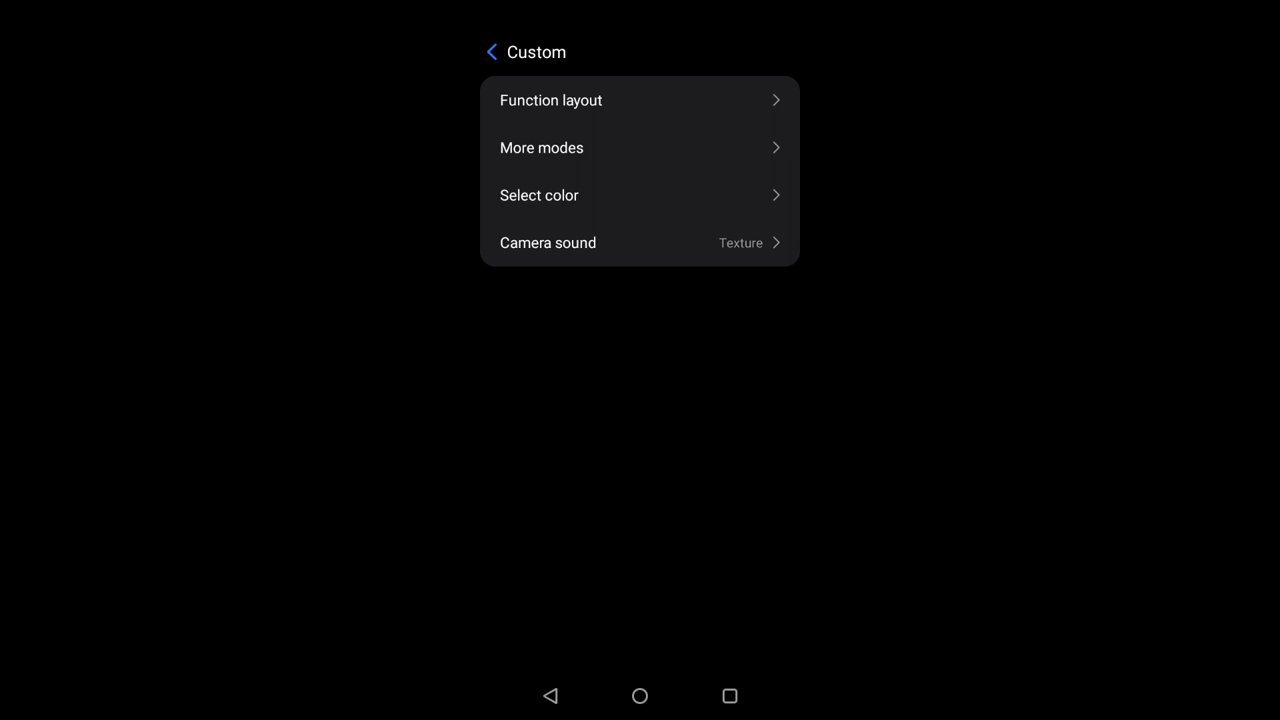 Custom
Function layout
More modes
Select color
Camera sound Texture